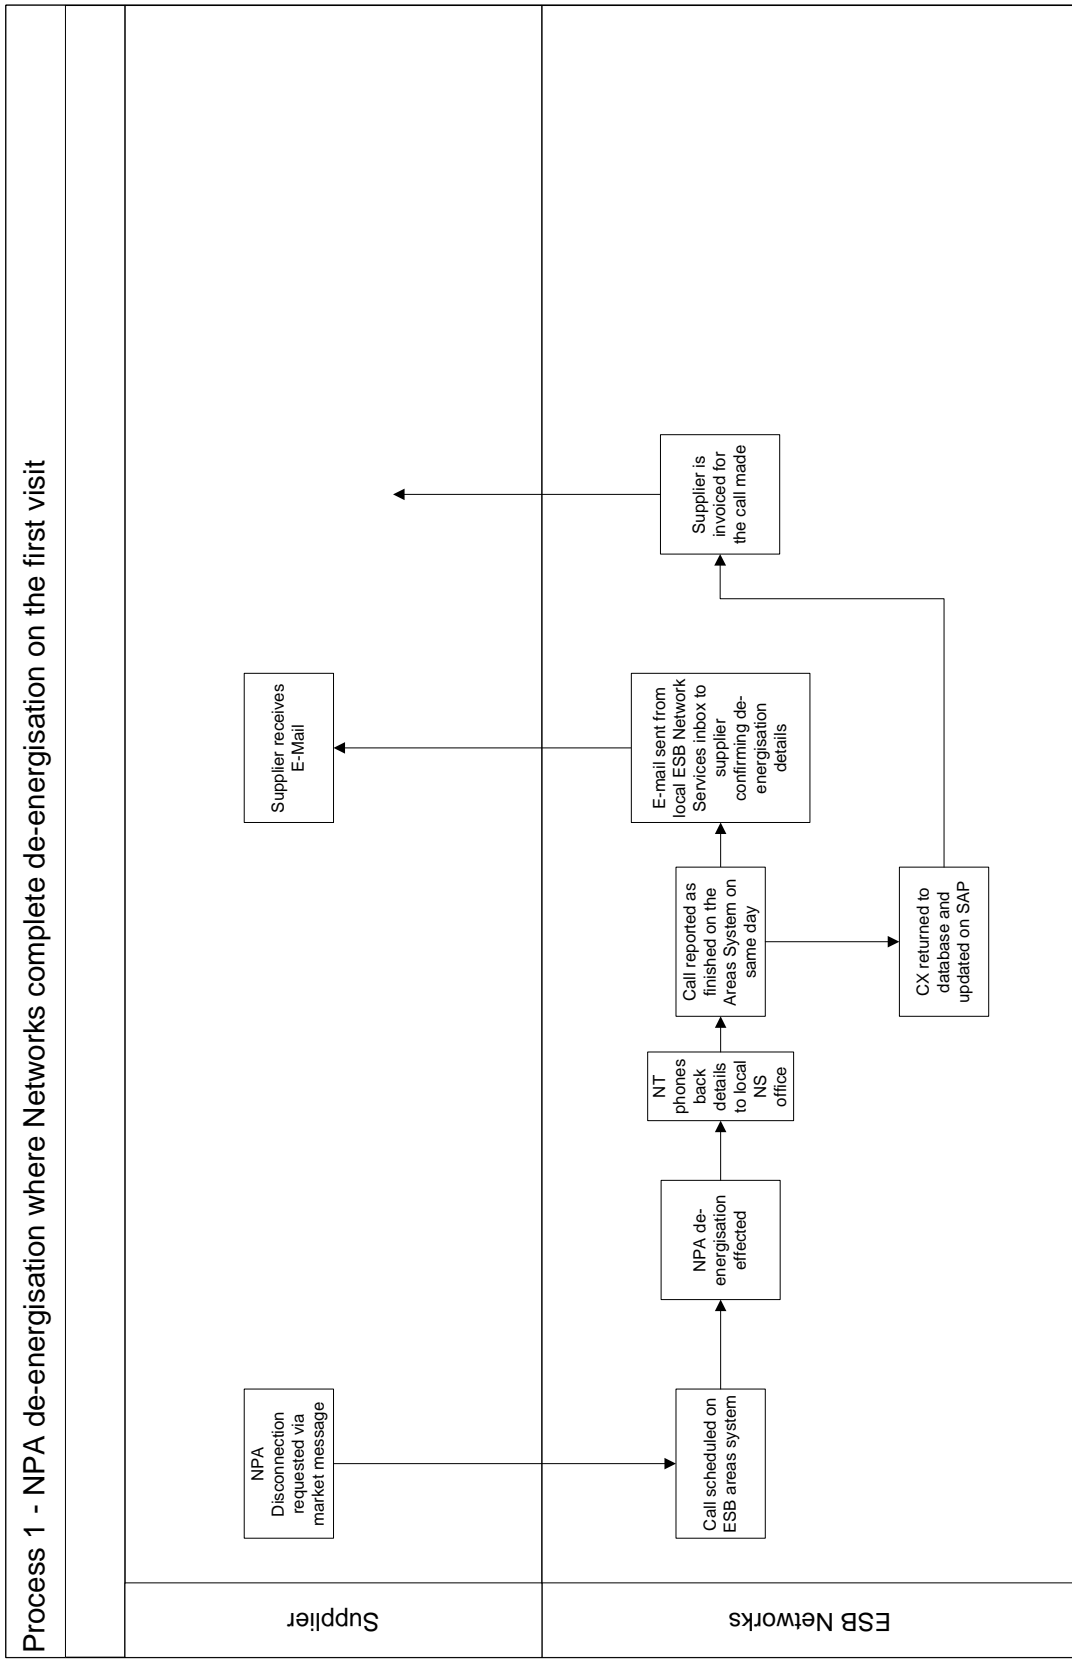 Process 1 - NPA de-energisation where Networks complete de-energisation on the first visit
Supplier
NPA
Disconnection
requested via
market message
Supplier receives
E-Mail
ESB Networks
Call scheduled on
ESB areas system
NPA de-
energisation
effected
NT
phones
back
details
to local
NS
office
Call reported as
finished on the
Areas System on
same day
E-mail sent from
local ESB Network
Services inbox to
supplier
confirming de-
energisation
details
CX returned to
database and
updated on SAP
Supplier is
invoiced for
the call made